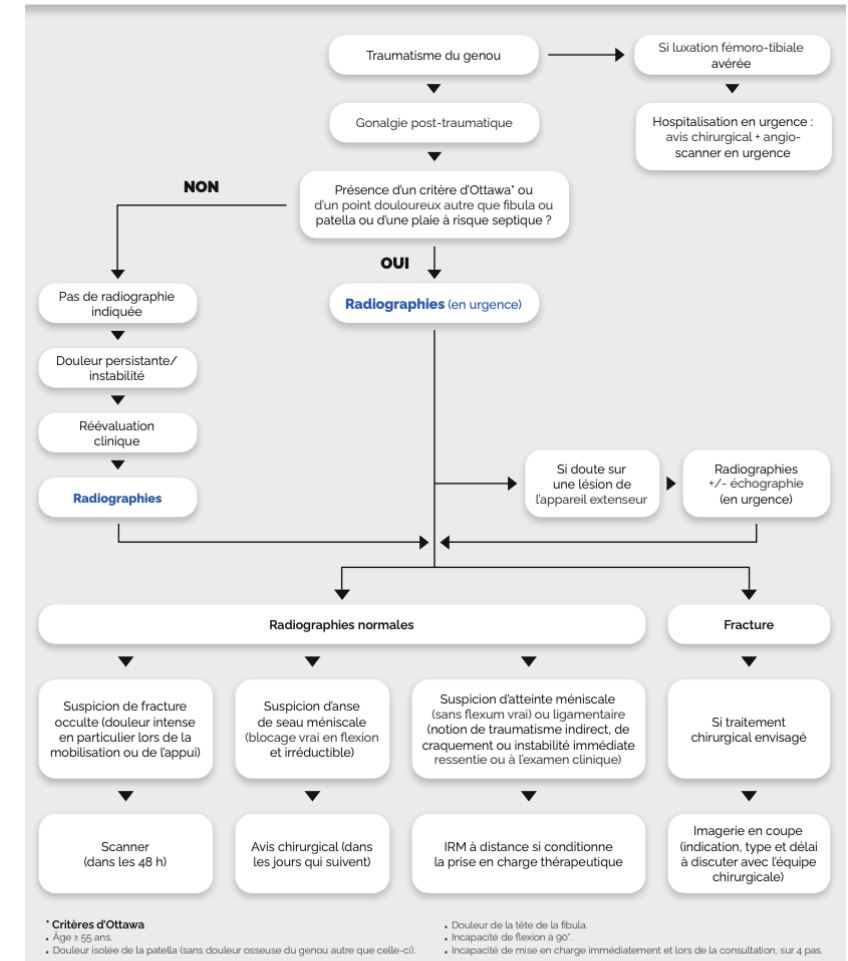 Traumatisme du genou
Si luxation fémoro-tibiale
avérée
Gonalgie post-traumatique
Hospitalisation en urgence :
avis chirurgical + angio-
scanner en urgence
NON
Présence d'un critère d'Ottawa* ou
d'un point douloureux autre que fibula ou
patella ou d'une plaie à risque septique ?
OUI
Pas de radiographie
indiquée
Radiographies (en urgence)
Douleur persistante/
instabilité
Réévaluation
clinique
Radiographies
Si doute sur
une lésion de
l'appareil extenseur
Radiographies
+/- échographie
(en urgence)
Radiographies normales
Fracture
Suspicion de fracture
occulte (douleur intense
en particulier lors de la
mobilisation ou de l'appui)
Suspicion d'anse
de seau méniscale
(blocage vrai en flexion
et irréductible)
Suspicion d'atteinte méniscale
(sans flexum vrai) ou ligamentaire
(notion de traumatisme indirect, de
craquement ou instabilité immédiate
ressentie ou à l'examen clinique)
Si traitement
chirurgical envisagé
Scanner
(dans les 48 h)
Avis chirurgical (dans
les jours qui suivent)
IRM à distance si conditionne
la prise en charge thérapeutique
Imagerie en coupe
(indication, type et délai
à discuter avec l'équipe
chirurgicale)
* Critères d'Ottawa
• Âge ≥ 55 ans.
• Douleur isolée de la patella (sans douleur osseuse du genou autre que celle-ci).
• Douleur de la tête de la fibula.
• Incapacité de flexion à 90°.
• Incapacité de mise en charge immédiatement et lors de la consultation, sur 4 pas.